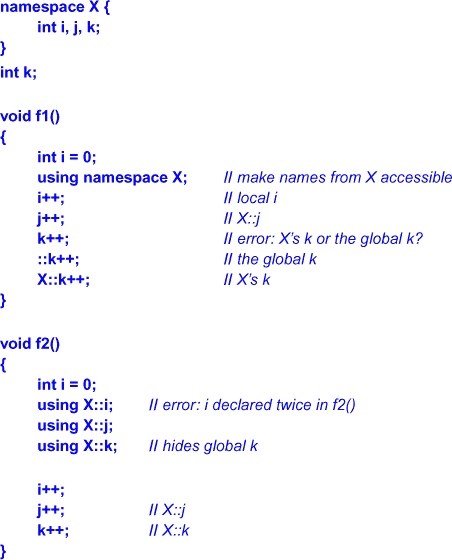 namespace X {
int i, j, k;
}
int k;
void f1()
{
int i = 0;
using namespace X; // make names from X accessible
i++; // local i
j++; // X::j
k++; // error: X’s k or the global k?
::k++; // the global k
X::k++; // X’s k
}
void f2()
{
int i = 0;
using X::i; // error: i declared twice in f2()
using X::j;
using X::k; // hides global k
i++;
j++; // X::j
k++; // X::k
}